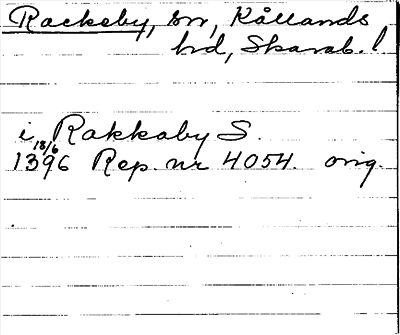 Rackeby, sn, Kållands
hd, Skarab. l
i Rakkaby S.
18/6
1396 Rep. nr 4054. orig.